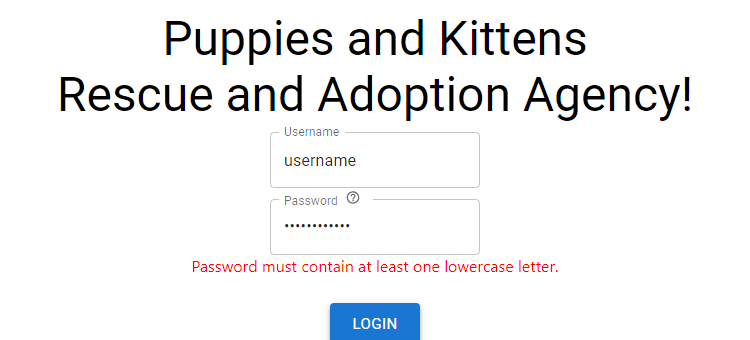 Puppies and Kittens
Rescue and Adoption Agency!
Username
username
Password
••••••••••••
Password must contain at least one lowercase letter.
LOGIN